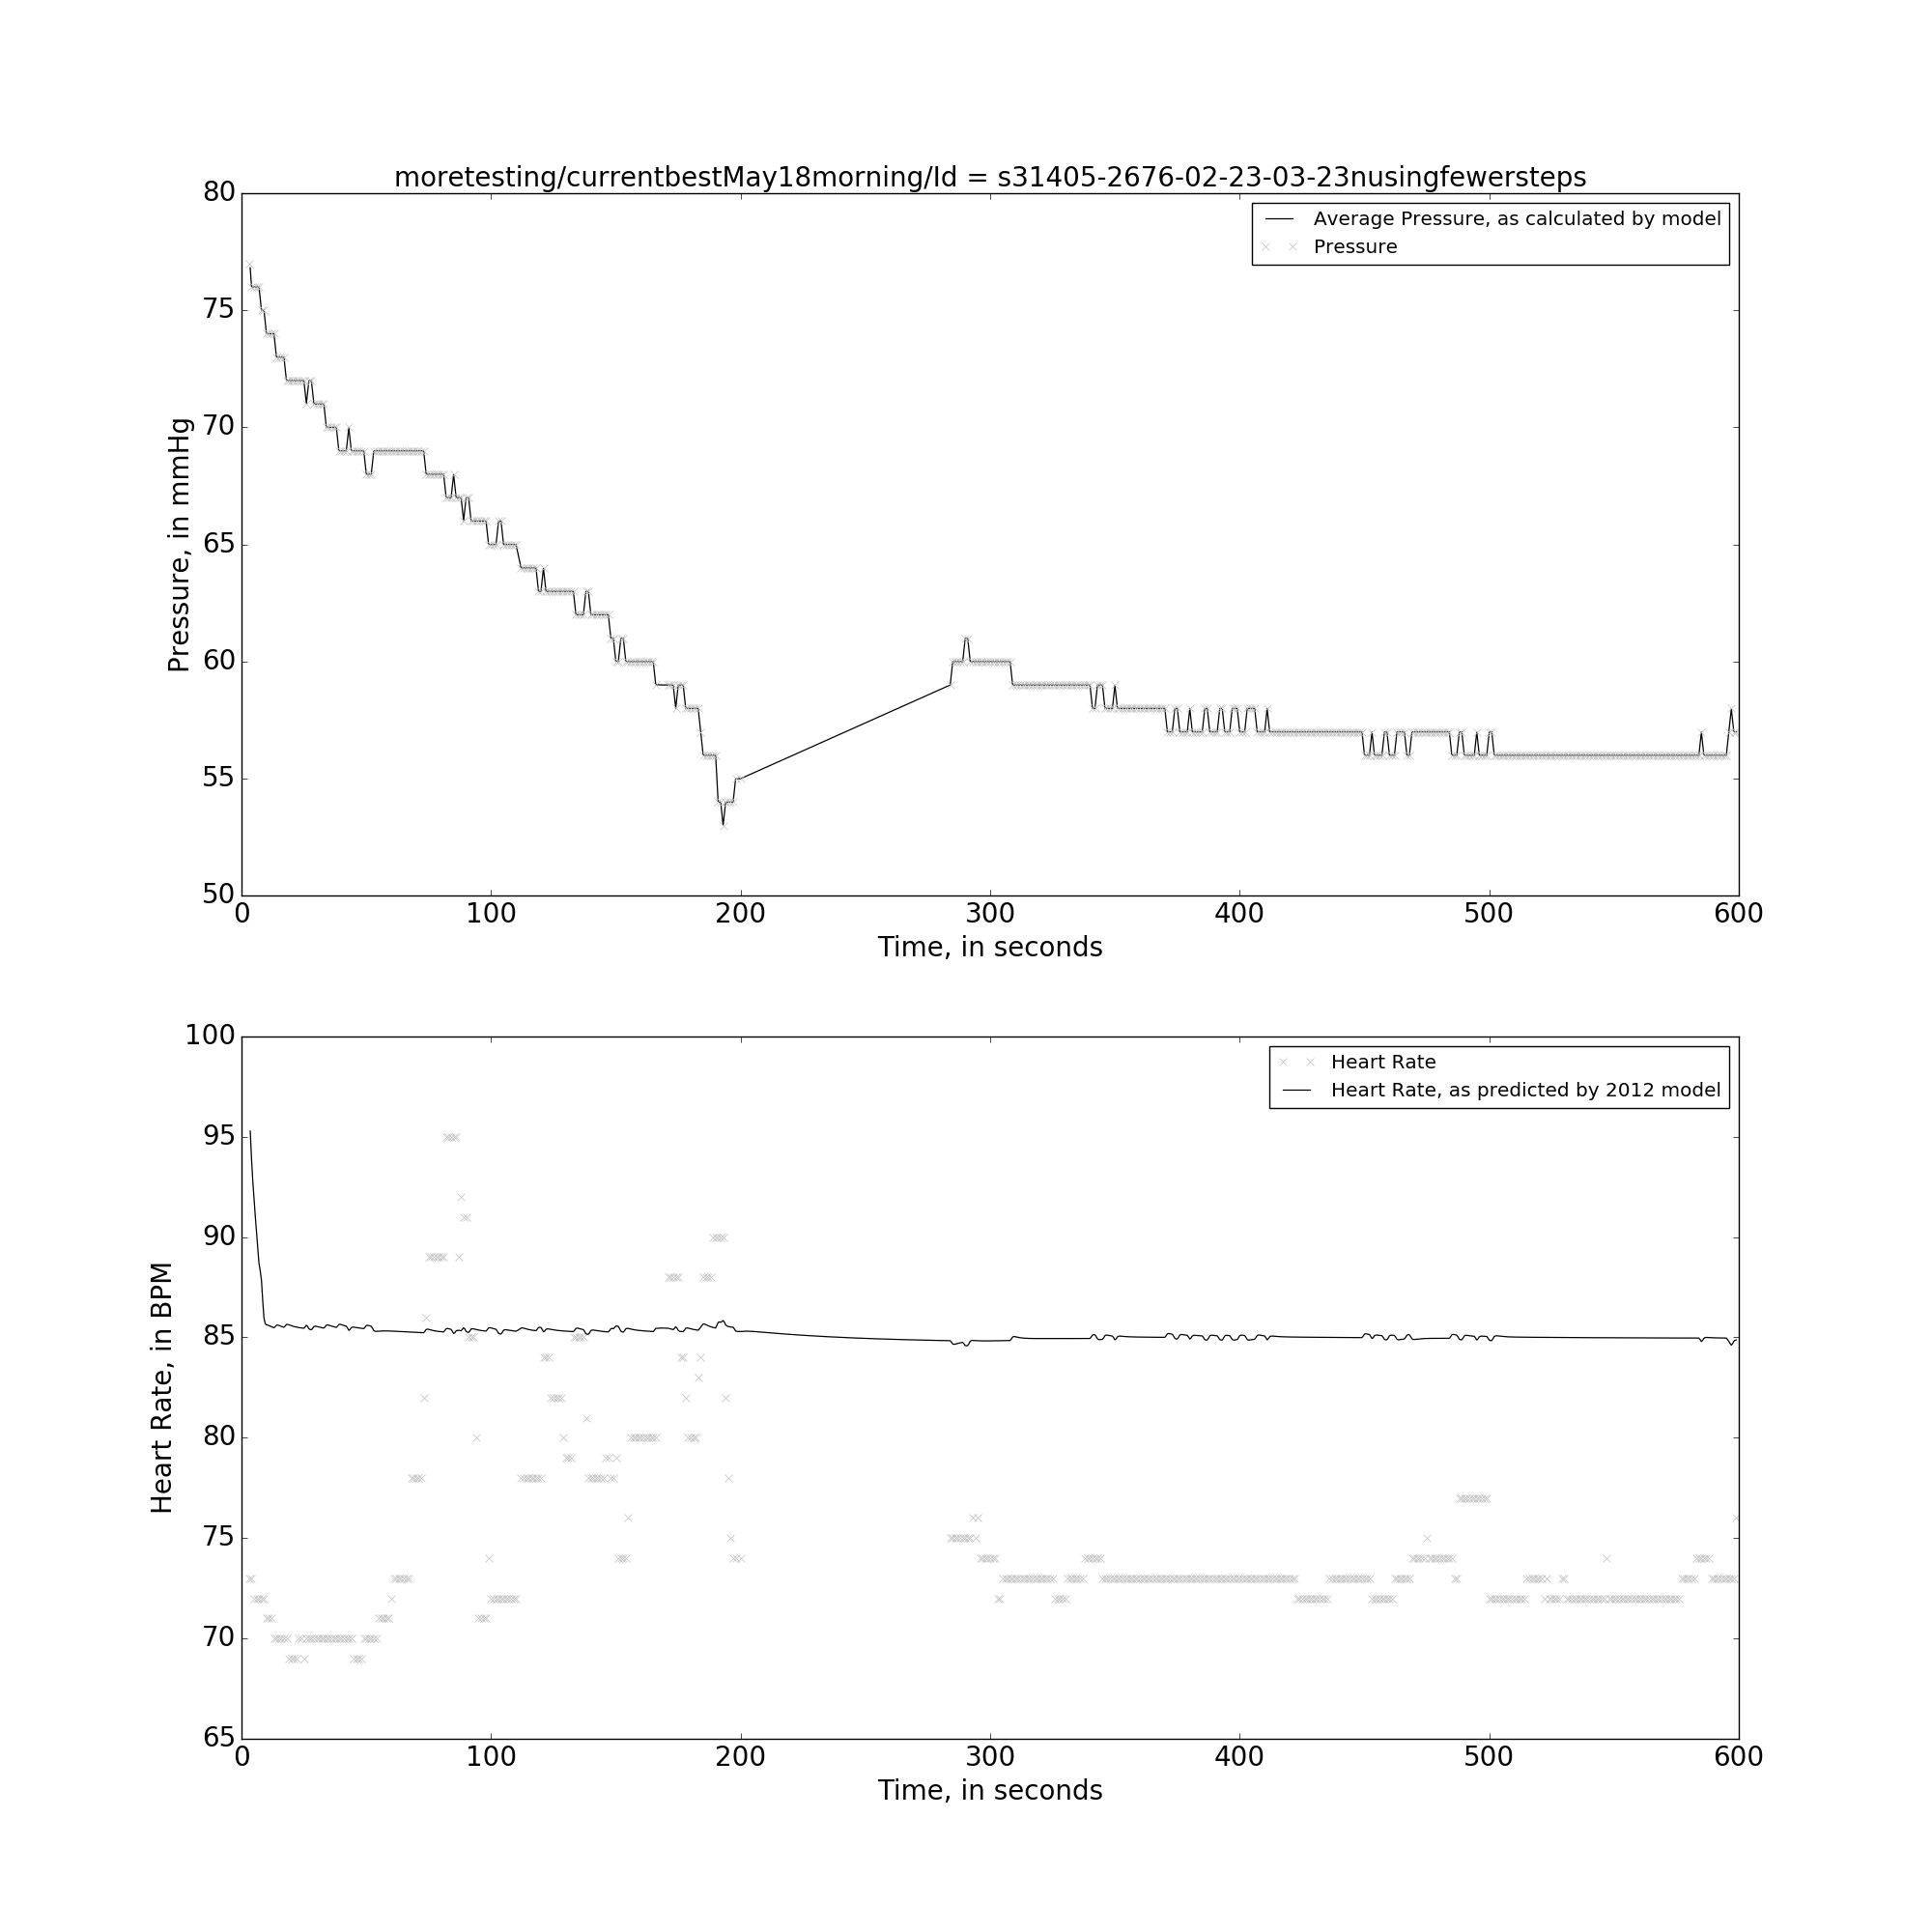 moretesting/currentbestMay18morning/Id = s31405-2676-02-23-03-23nusingfewersteps
80
75
70
65
60
55
50
Pressure, in mmHg
Average Pressure, as calculated by model
Pressure
0 100 200 300 400 500 600
Time, in seconds
100
95
90
85
80
75
70
65
Heart Rate, in BPM
Heart Rate
Heart Rate, as predicted by 2012 model
0 100 200 300 400 500 600
Time, in seconds